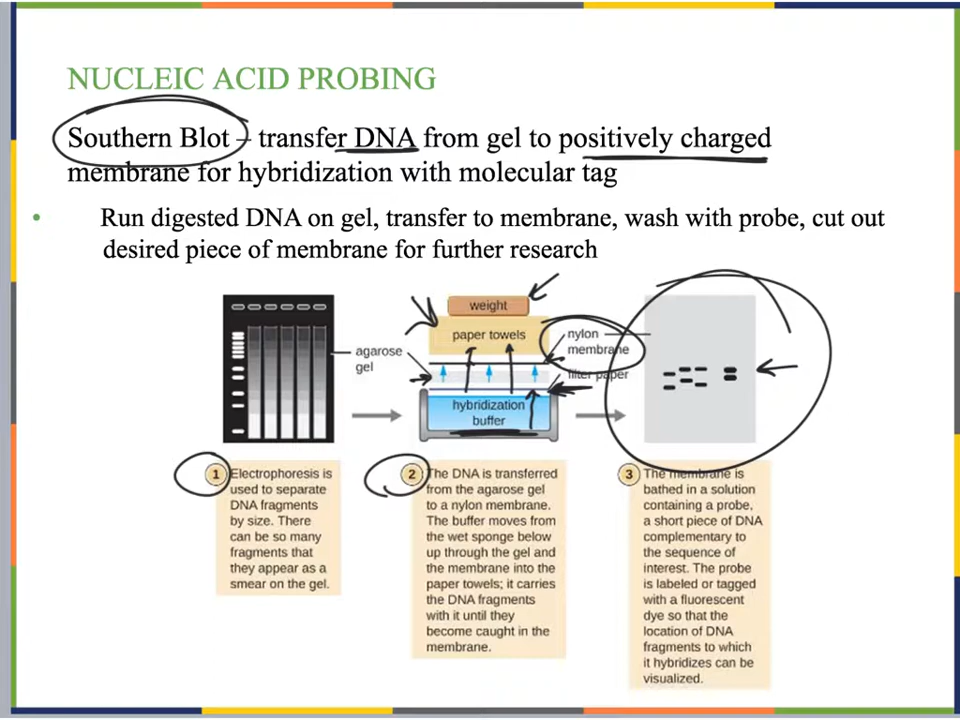 NUCLEIC ACID PROBING
Southern Blot – transfer DNA from gel to positively charged
membrane for hybridization with molecular tag
• Run digested DNA on gel, transfer to membrane, wash with probe, cut out
desired piece of membrane for further research
weight
paper towels
nylon
membrane
agarose
gel
filter paper
hybridization
buffer
1 Electrophoresis is
used to separate
DNA fragments
by size. There
can be so many
fragments that
they appear as a
smear on the gel.
2 The DNA is transferred
from the agarose gel
to a nylon membrane.
The buffer moves from
the wet sponge below
up through the gel and
the membrane into the
paper towels; it carries
the DNA fragments
with it until they
become caught in the
membrane.
3 The membrane is
bathed in a solution
containing a probe,
a short piece of DNA
complementary to
the sequence of
interest. The probe
is labeled or tagged
with a fluorescent
dye so that the
location of DNA
fragments to which
it hybridizes can be
visualized.